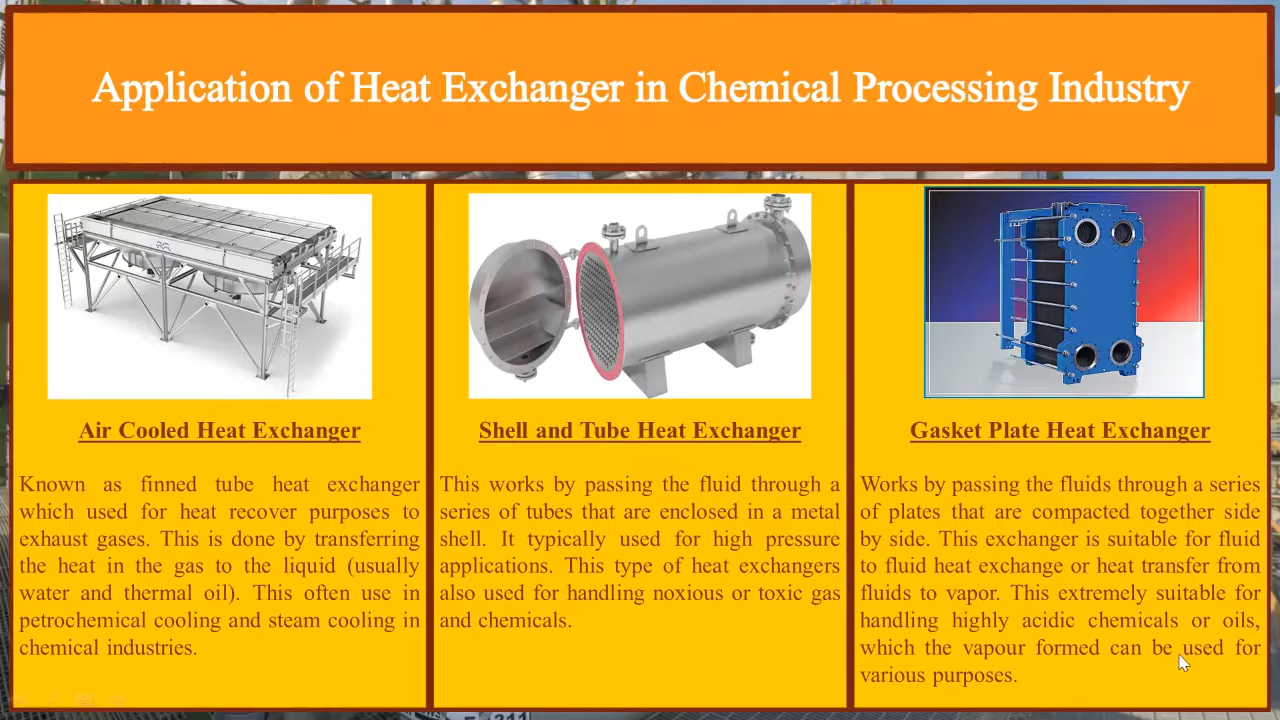 Application of Heat Exchanger in Chemical Processing Industry
Air Cooled Heat Exchanger
Known as finned tube heat exchanger
which used for heat recover purposes to
exhaust gases. This is done by transferring
the heat in the gas to the liquid (usually
water and thermal oil). This often use in
petrochemical cooling and steam cooling in
chemical industries.
Shell and Tube Heat Exchanger
This works by passing the fluid through a
series of tubes that are enclosed in a metal
shell. It typically used for high pressure
applications. This type of heat exchangers
also used for handling noxious or toxic gas
and chemicals.
Gasket Plate Heat Exchanger
Works by passing the fluids through a series
of plates that are compacted together side
by side. This exchanger is suitable for fluid
to fluid heat exchange or heat transfer from
fluids to vapor. This extremely suitable for
handling highly acidic chemicals or oils,
which the vapour formed can be used for
various purposes.